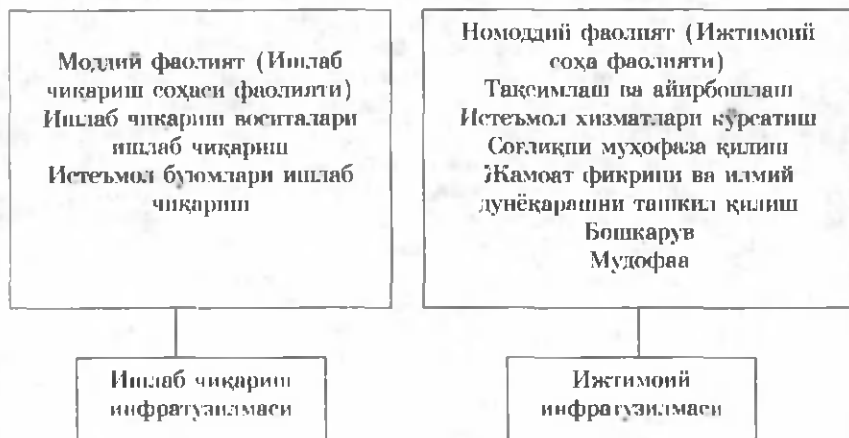 Моддий фаолият (Ишлаб
чиқариш соҳаси фаолияти)
Ишлаб чиқариш воситалари
ишлаб чиқариш
Истеъмол буюмлари ишлаб
чиқариш
Номоддий фаолият (Ижтимоий
соҳа фаолияти)
Тақсимлаш ва айирбошлаш
Истеъмол хизматлари кўрсатиш
Соғлиқни муҳофаза қилиш
Жамоат фикрини ва илмий
дунёқарашни ташкил қилиш
Бошқарув
Мудофаа
Ишлаб чиқариш
инфратузилмаси
Ижтимоий
инфратузилмаси